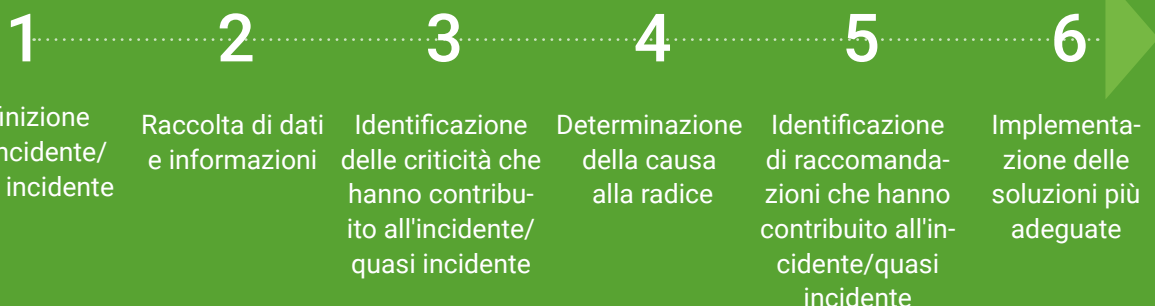 1
2
3
4
5
6
inizione
ncidente/
incidente
Raccolta di dati
e informazioni
Identificazione
delle criticità che
hanno contribu-
ito all'incidente/
quasi incidente
Determinazione
della causa
alla radice
Identificazione
di raccomanda-
zioni che hanno
contribuito all'in-
cidente/quasi
incidente
Implementa-
zione delle
soluzioni più
adeguate